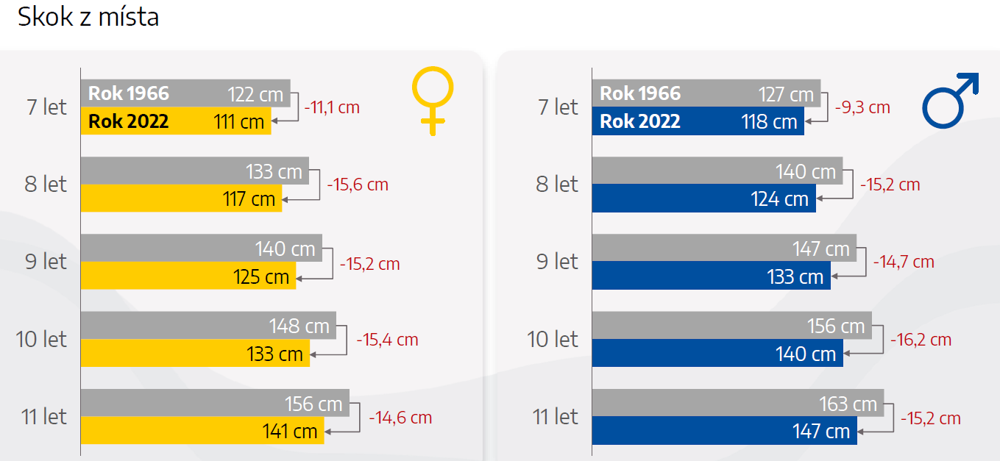 Skok z místa
7 let
Rok 1966 122 cm
Rok 2022 111 cm
-11,1 cm
8 let
133 cm
117 cm
-15,6 cm
9 let
140 cm
125 cm
-15,2 cm
10 let
148 cm
133 cm
-15,4 cm
11 let
156 cm
141 cm
-14,6 cm
7 let
Rok 1966 127 cm
Rok 2022 118 cm
-9,3 cm
8 let
140 cm
124 cm
-15,2 cm
9 let
147 cm
133 cm
-14,7 cm
10 let
156 cm
140 cm
-16,2 cm
11 let
163 cm
147 cm
-15,2 cm